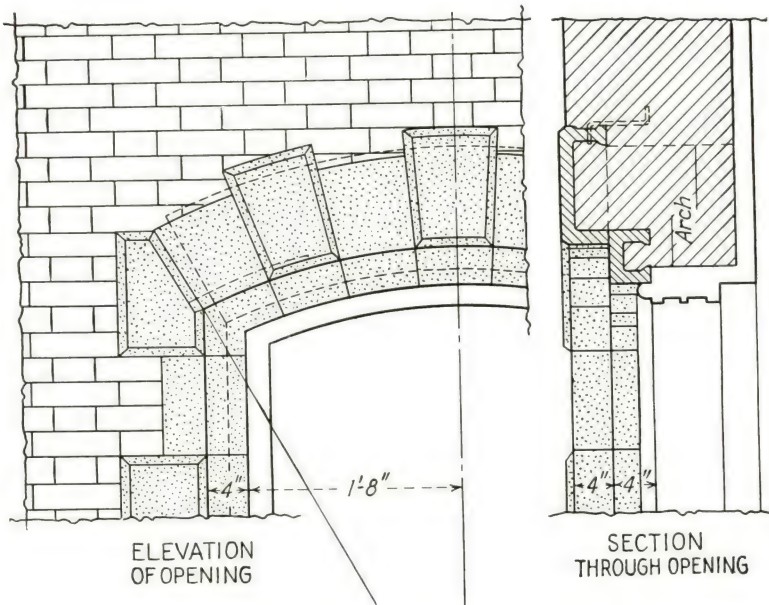 Arch
4"
1'-8"
4"
4"
ELEVATION
OF OPENING
SECTION
THROUGH OPENING